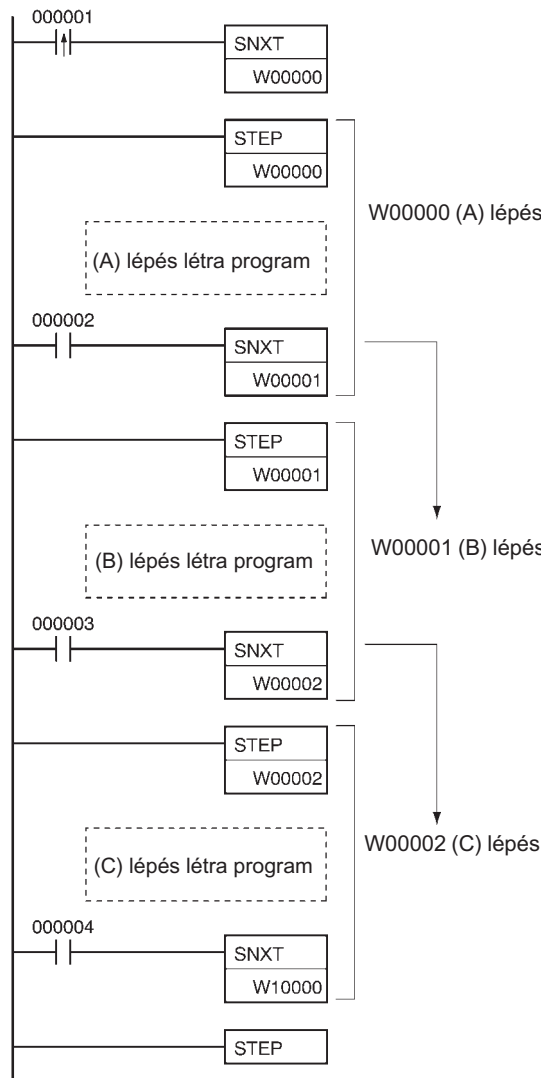 000001
SNXT
W00000
STEP
W00000
W00000 (A) lépés
(A) lépés létra program
000002
SNXT
W00001
STEP
W00001
W00001 (B) lépés
(B) lépés létra program
000003
SNXT
W00002
STEP
W00002
W00002 (C) lépés
(C) lépés létra program
000004
SNXT
W10000
STEP